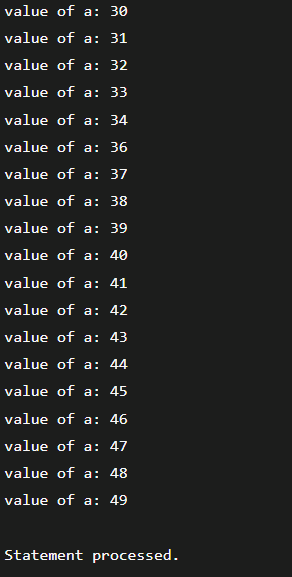 value of a: 30
value of a: 31
value of a: 32
value of a: 33
value of a: 34
value of a: 36
value of a: 37
value of a: 38
value of a: 39
value of a: 40
value of a: 41
value of a: 42
value of a: 43
value of a: 44
value of a: 45
value of a: 46
value of a: 47
value of a: 48
value of a: 49
Statement processed.